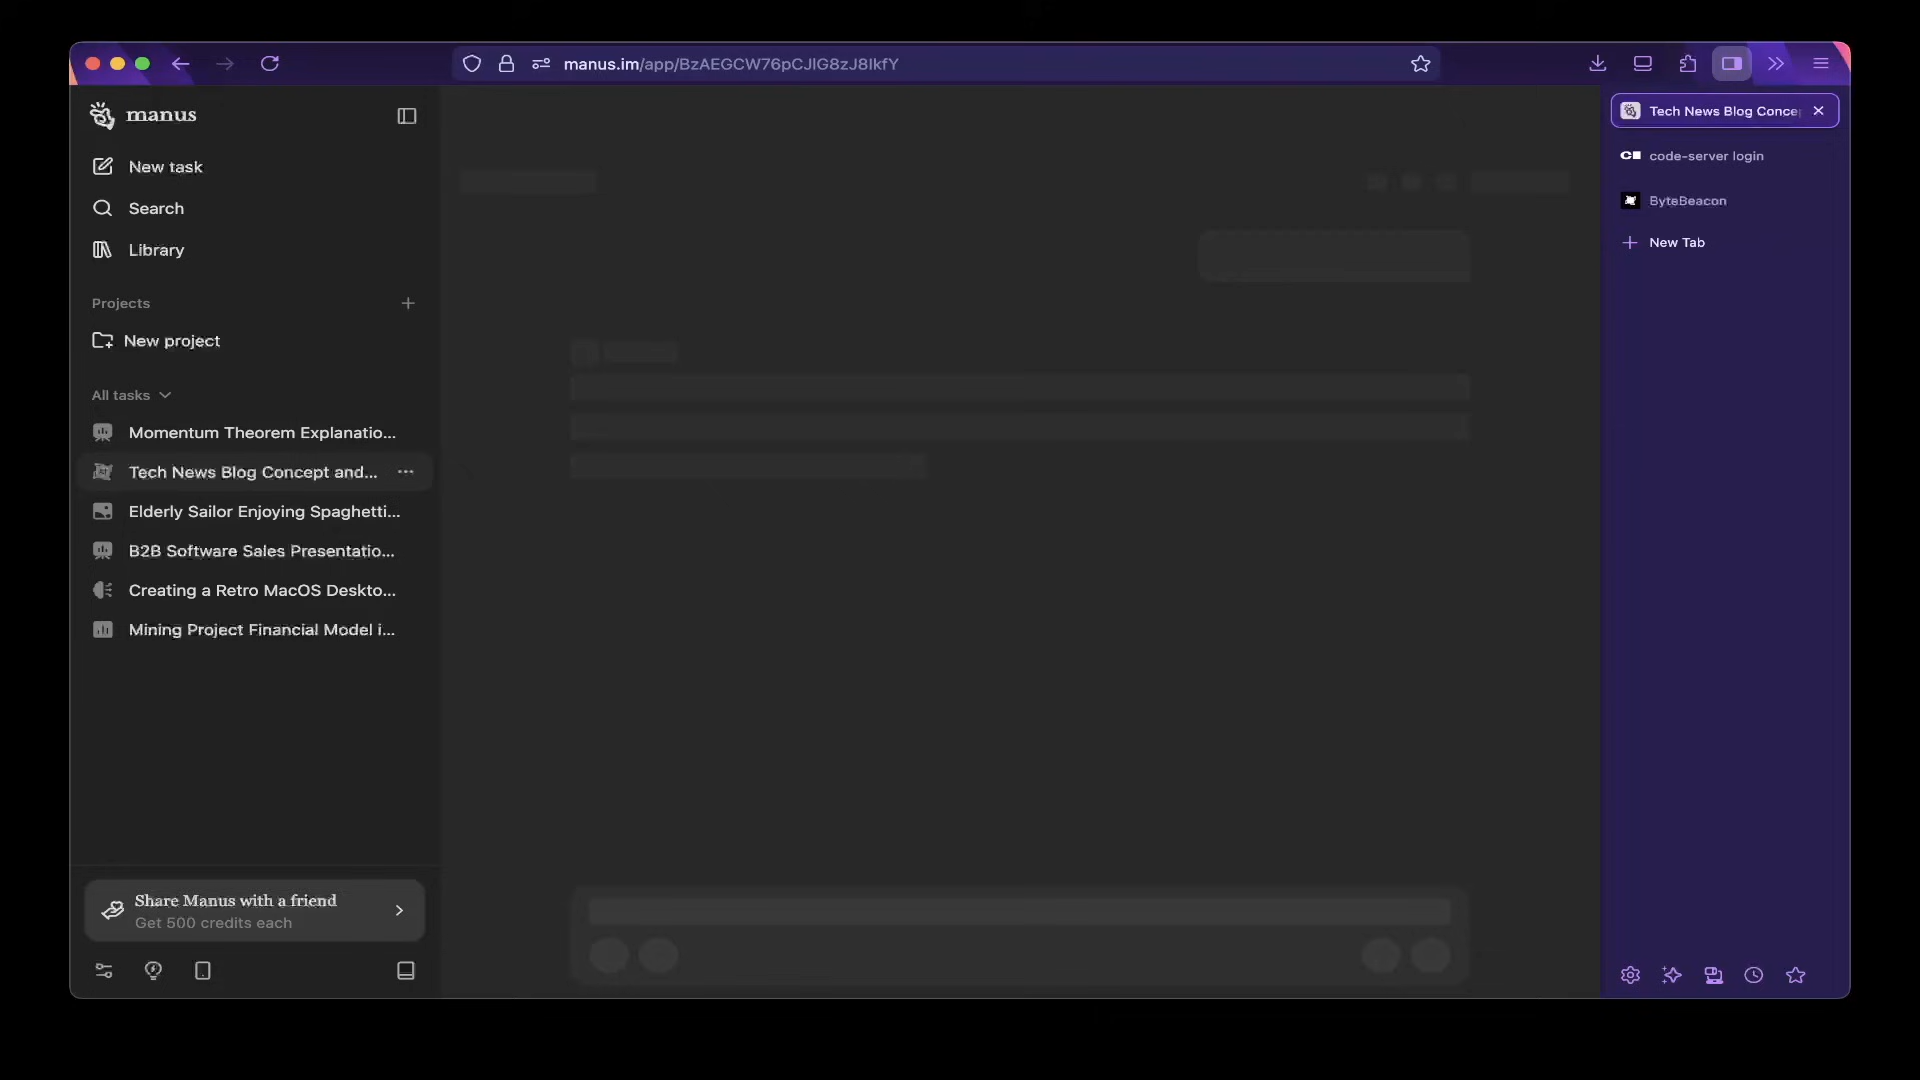 manus.im/app/BzAEGCW76pCJlG8zJ8lkfY
manus
New task
Search
Library
Projects
New project
All tasks
Momentum Theorem Explanatio...
Tech News Blog Concept and...
Elderly Sailor Enjoying Spaghetti...
B2B Software Sales Presentatio...
Creating a Retro MacOS Deskto...
Mining Project Financial Model i...
Share Manus with a friend
Get 500 credits each
Tech News Blog Concep
code-server login
ByteBeacon
New Tab